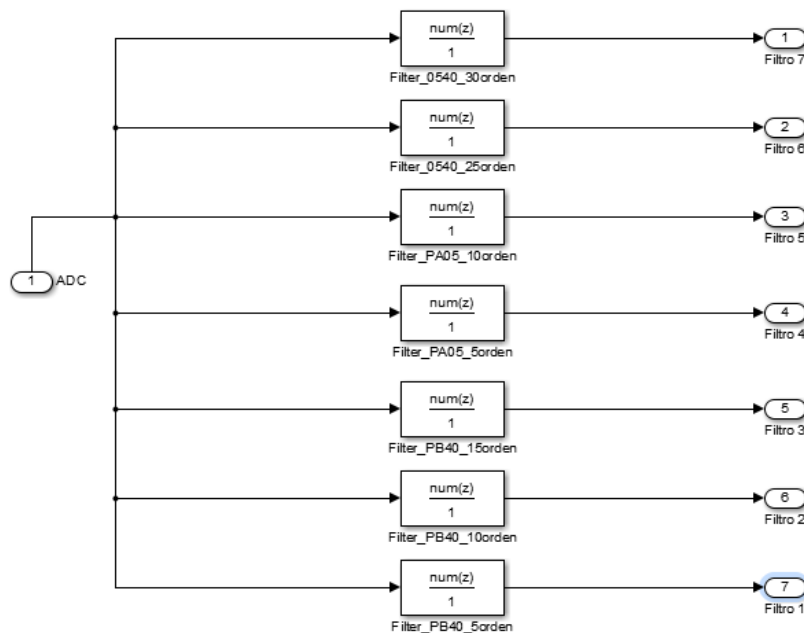 num(z)
1
Filter_0540_30orden
1
Filtro 7
num(z)
1
Filter_0540_25orden
2
Filtro 6
num(z)
1
Filter_PA05_10orden
3
Filtro 5
1
ADC
num(z)
1
Filter_PA05_5orden
4
Filtro 4
num(z)
1
Filter_PB40_15orden
5
Filtro 3
num(z)
1
Filter_PB40_10orden
6
Filtro 2
num(z)
1
Filter_PB40_5orden
7
Filtro 1